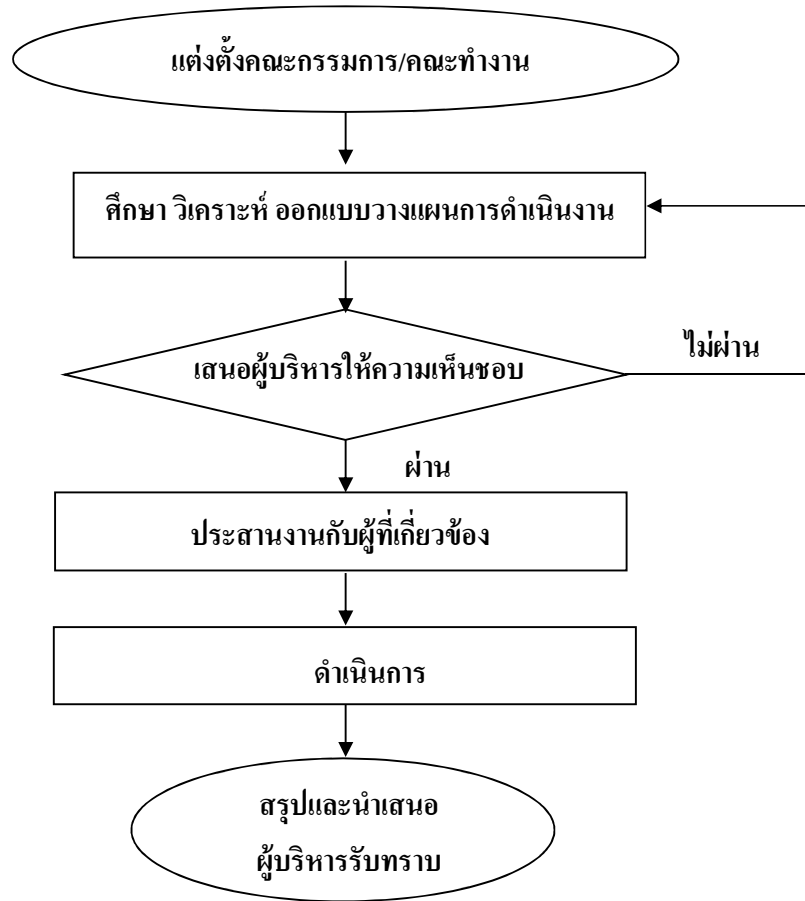 แต่งตั้งคณะกรรมการ/คณะทำงาน
ศึกษา วิเคราะห์ ออกแบบวางแผนการดำเนินงาน
เสนอผู้บริหารให้ความเห็นชอบ
ไม่ผ่าน
ผ่าน
ประสานงานกับผู้ที่เกี่ยวข้อง
ดำเนินการ
สรุปและนำเสนอ
ผู้บริหารรับทราบ